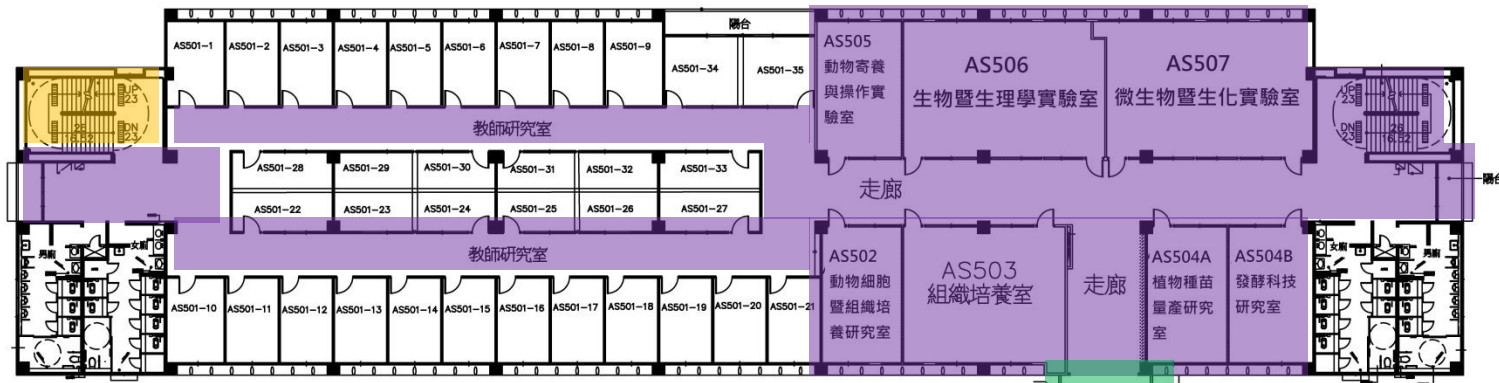 陽台
AS501-1
AS501-2
AS501-3
AS501-4
AS501-5
AS501-6
AS501-7
AS501-8
AS501-9
AS501-34
AS501-35
AS505
動物寄養
與操作實
驗室
AS506
生物暨生理學實驗室
AS507
微生物暨生化實驗室
UP
23
DN
23
28
16.52
UP
23
DN
23
28
16.52
教師研究室
AS501-28
AS501-29
AS501-30
AS501-31
AS501-32
AS501-33
走廊
陽台
AS501-22
AS501-23
AS501-24
AS501-25
AS501-26
AS501-27
教師研究室
男廁
女廁
AS502
動物細胞
暨組織培
養研究室
AS503
組織培養室
走廊
AS504A
植物種苗
量產研究
室
AS504B
發酵科技
研究室
女廁
男廁
AS501-10
AS501-11
AS501-12
AS501-13
AS501-14
AS501-15
AS501-16
AS501-17
AS501-18
AS501-19
AS501-20
AS501-21